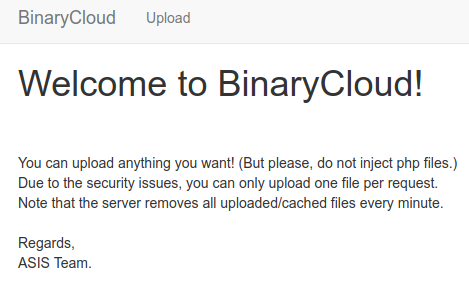 BinaryCloud Upload
Welcome to BinaryCloud!
You can upload anything you want! (But please, do not inject php files.)
Due to the security issues, you can only upload one file per request.
Note that the server removes all uploaded/cached files every minute.
Regards,
ASIS Team.